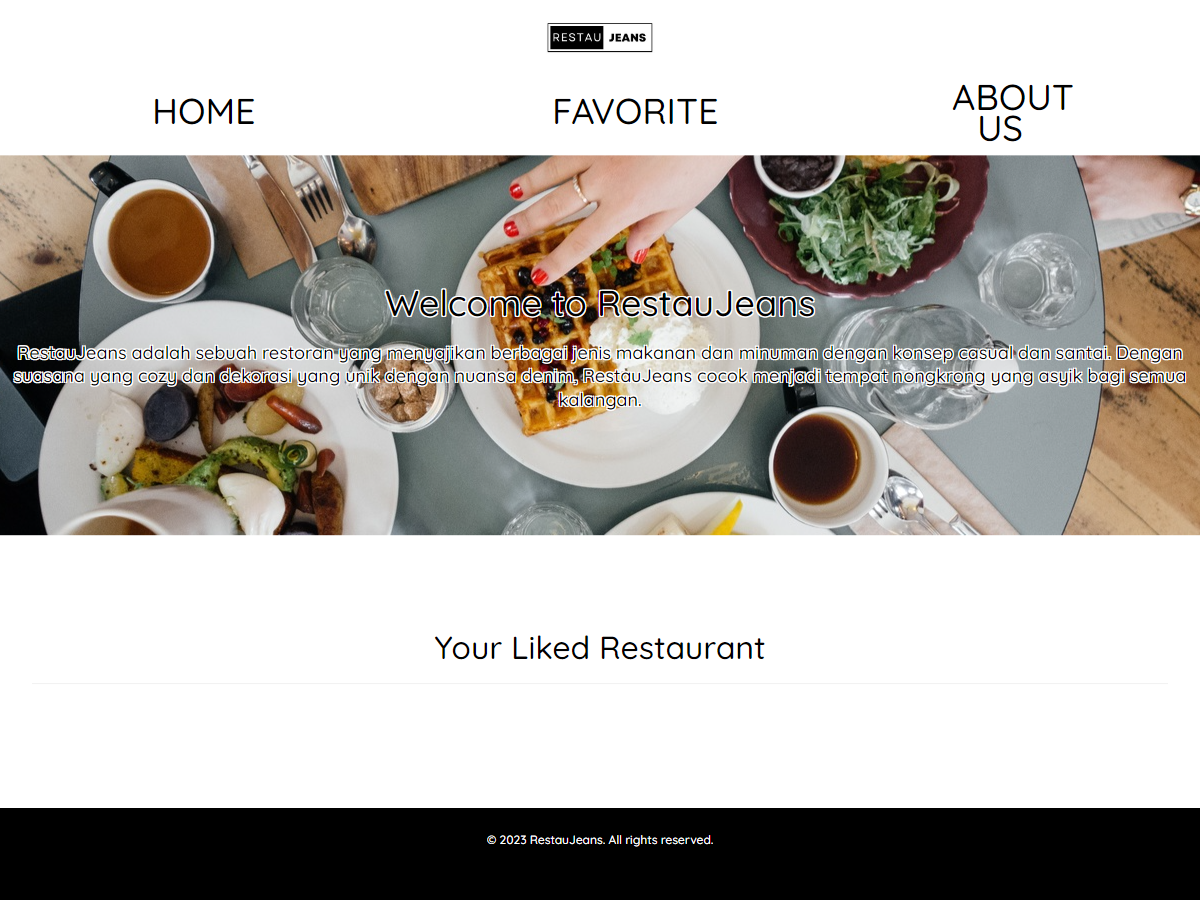 RESTAU JEANS
HOME
FAVORITE
ABOUT
US
Welcome to RestauJeans
RestauJeans adalah sebuah restoran yang menyajikan berbagai jenis makanan dan minuman dengan konsep casual dan santai. Dengan
suasana yang cozy dan dekorasi yang unik dengan nuansa denim, RestauJeans cocok menjadi tempat nongkrong yang asyik bagi semua
kalangan.
Your Liked Restaurant
© 2023 RestauJeans. All rights reserved.